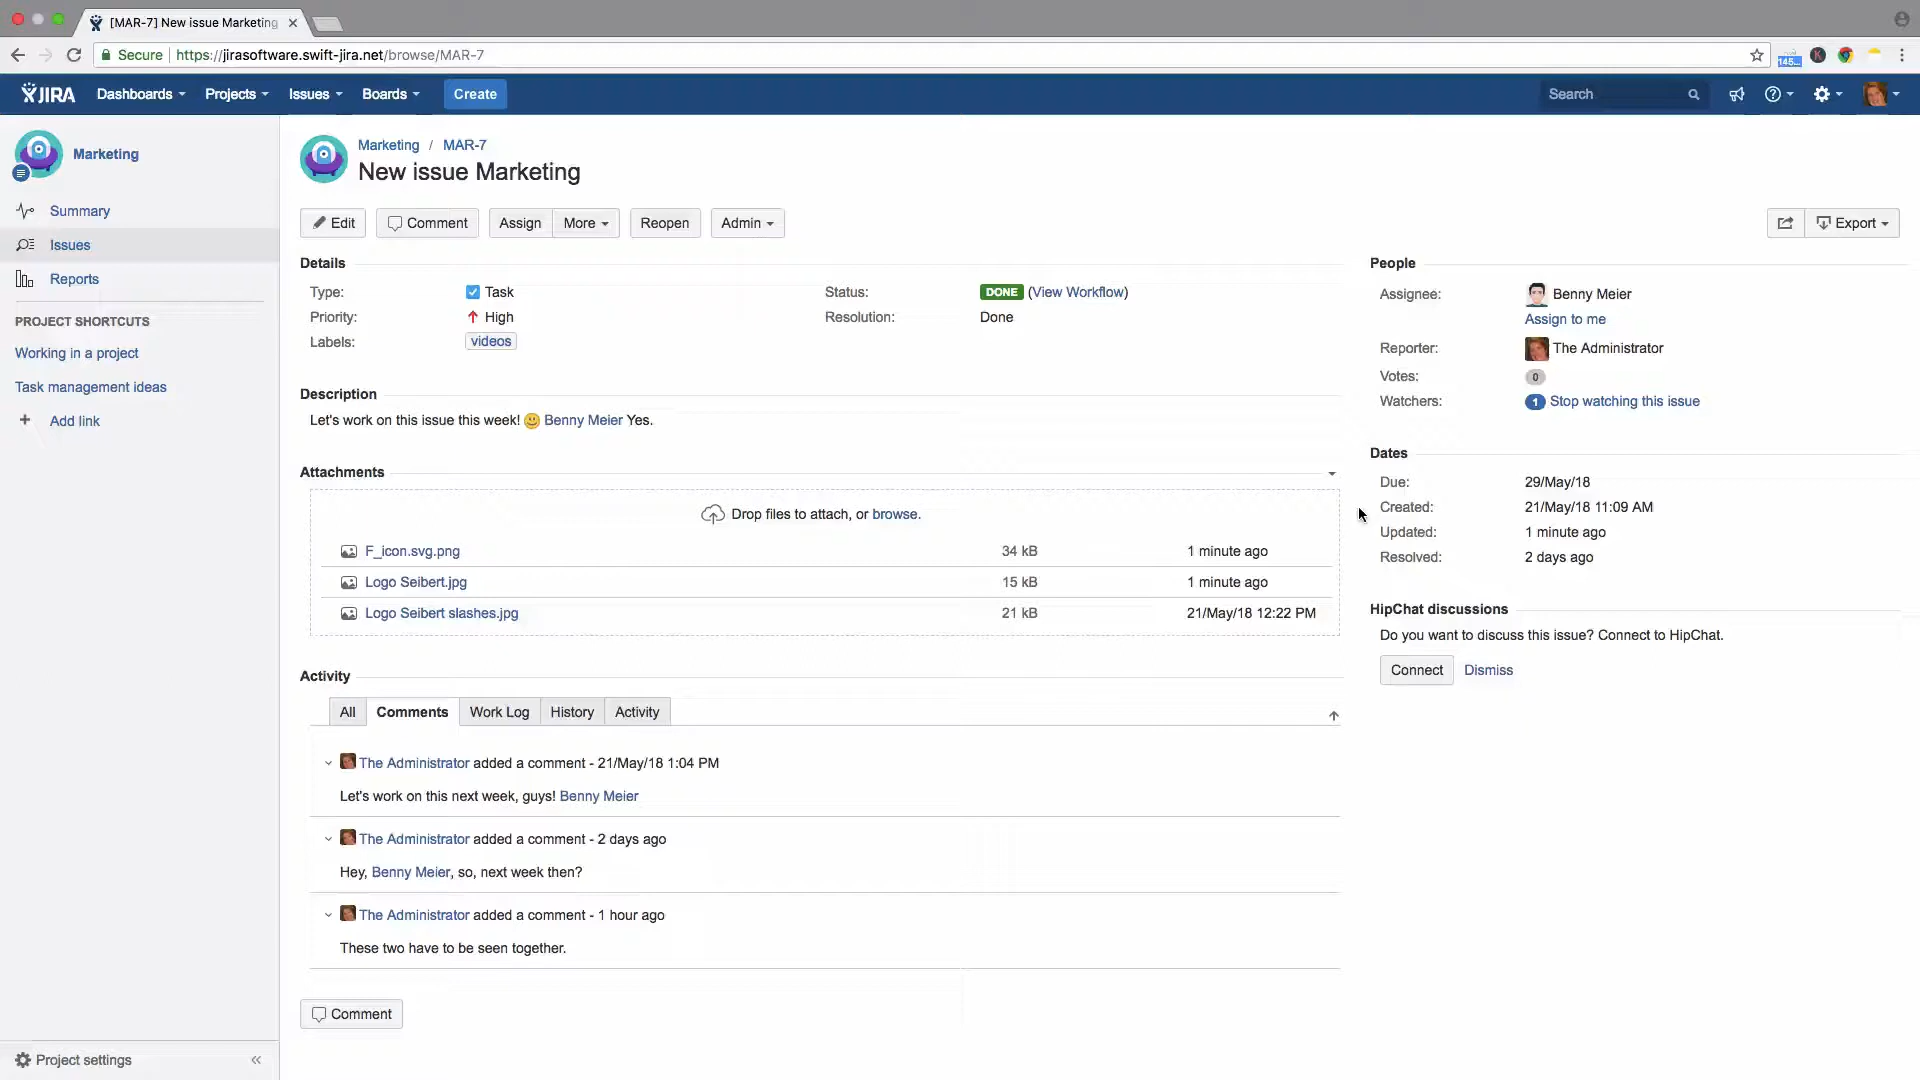 [MAR-7] New issue Marketing
Secure https://jirasoftware.swift-jira.net/browse/MAR-7
145...
JIRA Dashboards Projects Issues Boards Create Search
Marketing
Summary
Issues
Reports
PROJECT SHORTCUTS
Working in a project
Task management ideas
Add link
Project settings
Marketing / MAR-7
New issue Marketing
Edit Comment Assign More Reopen Admin Export
Details
Type: Task Status: DONE (View Workflow)
Priority: High Resolution: Done
Labels: videos
Description
Let's work on this issue this week! Benny Meier Yes.
Attachments
Drop files to attach, or browse.
F_icon.svg.png 34 kB 1 minute ago
Logo Seibert.jpg 15 kB 1 minute ago
Logo Seibert slashes.jpg 21 kB 21/May/18 12:22 PM
Activity
All Comments Work Log History Activity
The Administrator added a comment - 21/May/18 1:04 PM
Let's work on this next week, guys! Benny Meier
The Administrator added a comment - 2 days ago
Hey, Benny Meier, so, next week then?
The Administrator added a comment - 1 hour ago
These two have to be seen together.
Comment
People
Assignee: Benny Meier
Assign to me
Reporter: The Administrator
Votes: 0
Watchers: 1 Stop watching this issue
Dates
Due: 29/May/18
Created: 21/May/18 11:09 AM
Updated: 1 minute ago
Resolved: 2 days ago
HipChat discussions
Do you want to discuss this issue? Connect to HipChat.
Connect Dismiss